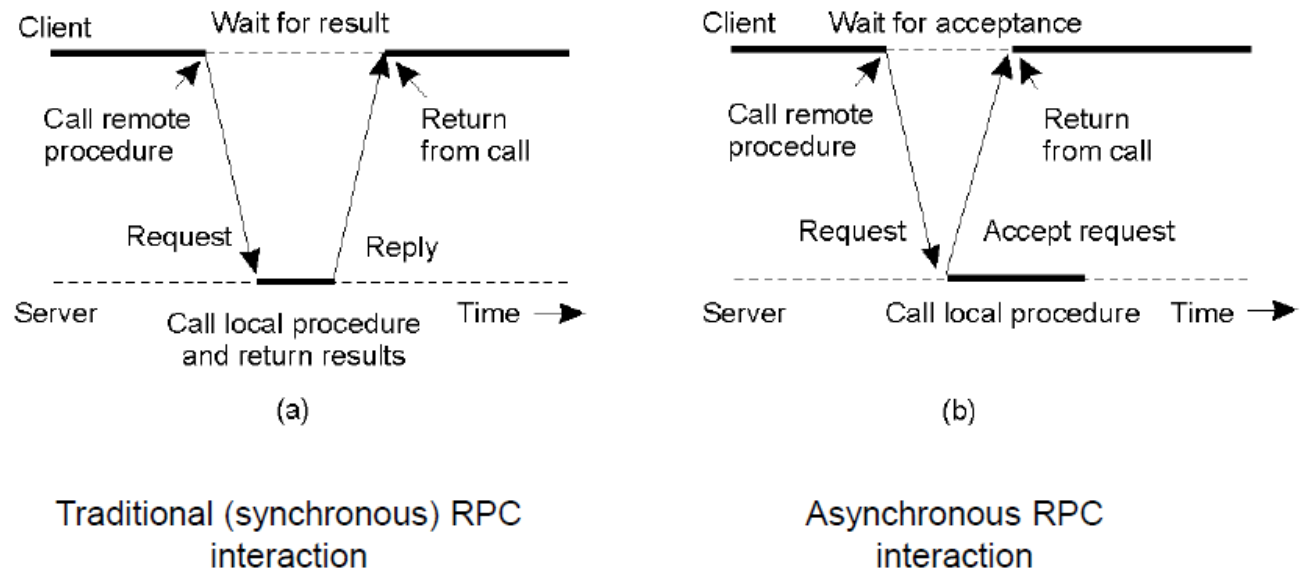 Client
Wait for result
Call remote
procedure
Return
from call
Request
Reply
Server
Call local procedure
and return results
Time
(a)
Traditional (synchronous) RPC
interaction
Client
Wait for acceptance
Call remote
procedure
Return
from call
Request
Accept request
Server
Call local procedure
Time
(b)
Asynchronous RPC
interaction